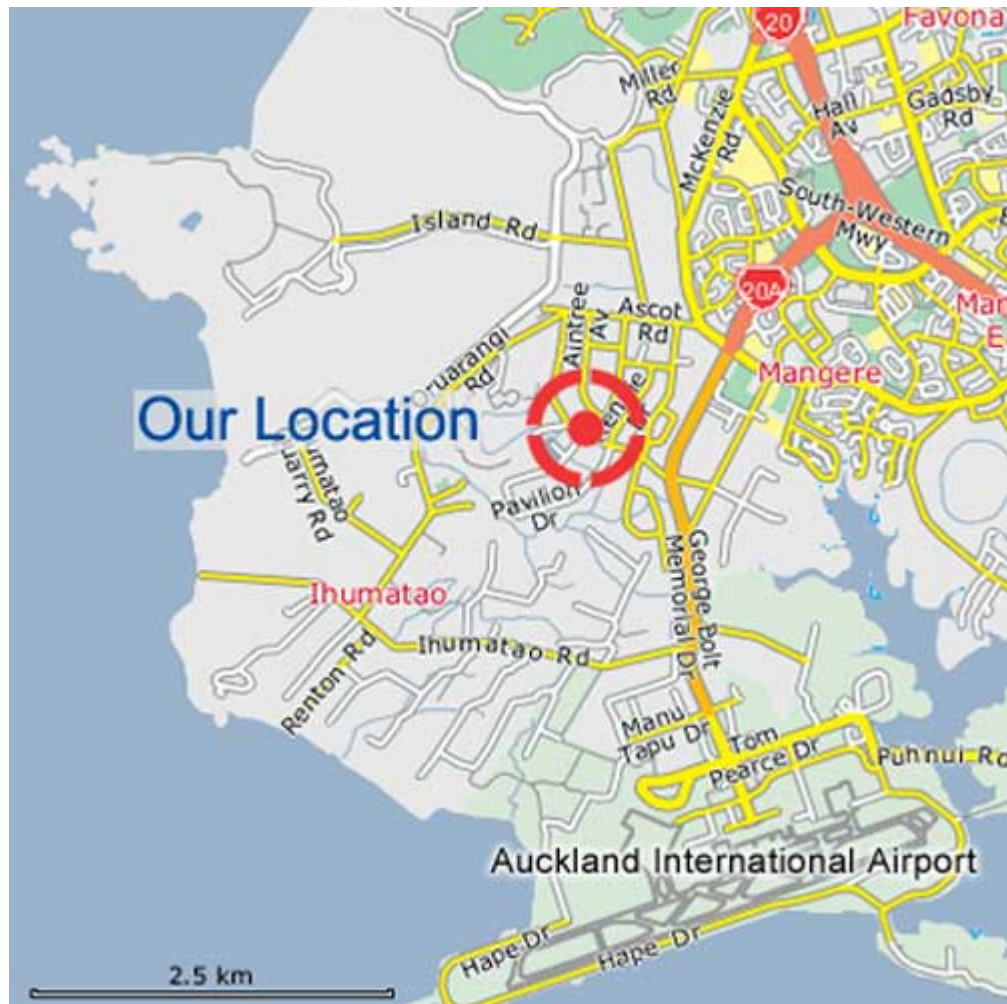 20
Favona
Miller
Rd
McKenzie
Rd
Hall
Av
Gadsby
Rd
South-Western
Mwy
Island Rd
20A
Aintree
Av
Ascot
Rd
Oruarangi
Rd
Mangere
Our Location
Pavilion
Dr
Ihumatao
George Bolt
Memorial Dr
Ihumatao Rd
Renton Rd
Manu
Tapu Dr
Tom
Pearce Dr
Puhinui Rd
Auckland International Airport
Hape Dr
Hape Dr
2.5 km